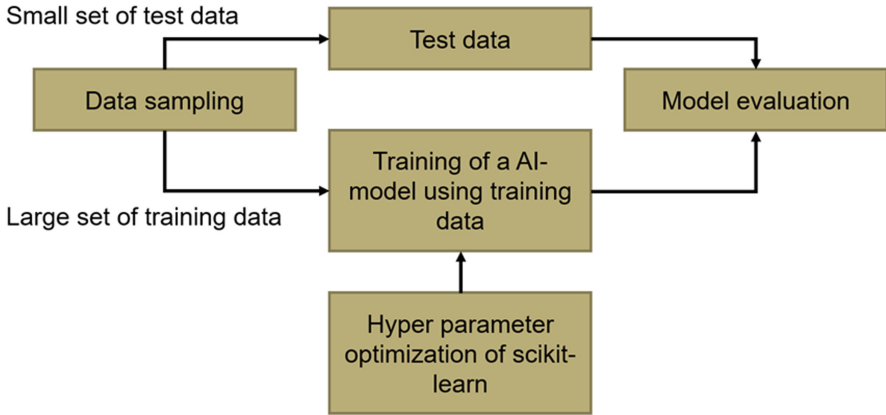 Small set of test data
Test data
Data sampling
Model evaluation
Training of a AI-
model using training
data
Large set of training data
Hyper parameter
optimization of scikit-
learn